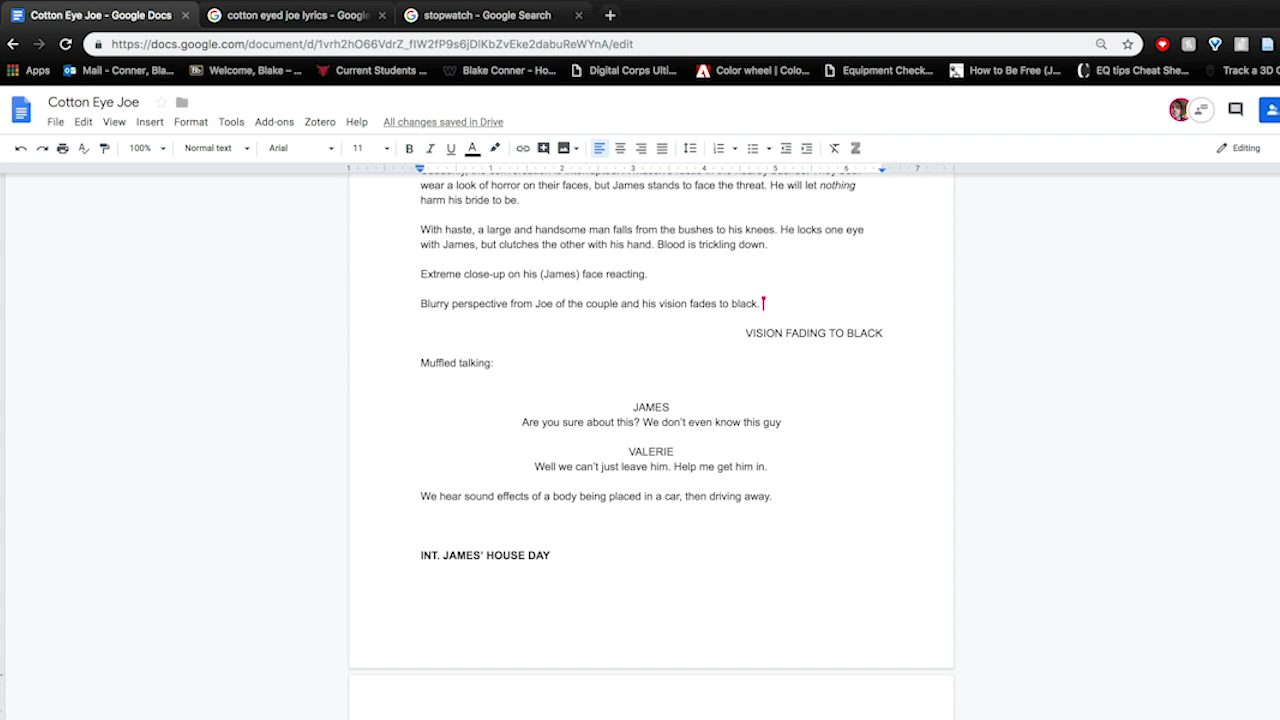 Cotton Eye Joe - Google Docs
cotton eyed joe lyrics - Google
stopwatch - Google Search
https://docs.google.com/document/d/1vrh2hO66VdrZ_fIW2fP9s6jDIKbZvEke2dabuReWYnA/edit
Apps Mail - Conner, Bla... Welcome, Blake – ... Current Students ... Blake Conner - Ho... Digital Corps Ulti... Color wheel | Colo... Equipment Check... How to Be Free (J... EQ tips Cheat She... Track a 3D
Cotton Eye Joe
File Edit View Insert Format Tools Add-ons Zotero Help All changes saved in Drive
100% Normal text Arial 11 B I U A Editing
1 1 2 3 4 5 6 7
wear a look of horror on their faces, but James stands to face the threat. He will let nothing
harm his bride to be.
With haste, a large and handsome man falls from the bushes to his knees. He locks one eye
with James, but clutches the other with his hand. Blood is trickling down.
Extreme close-up on his (James) face reacting.
Blurry perspective from Joe of the couple and his vision fades to black.
VISION FADING TO BLACK
Muffled talking:
JAMES
Are you sure about this? We don't even know this guy
VALERIE
Well we can't just leave him. Help me get him in.
We hear sound effects of a body being placed in a car, then driving away.
INT. JAMES' HOUSE DAY